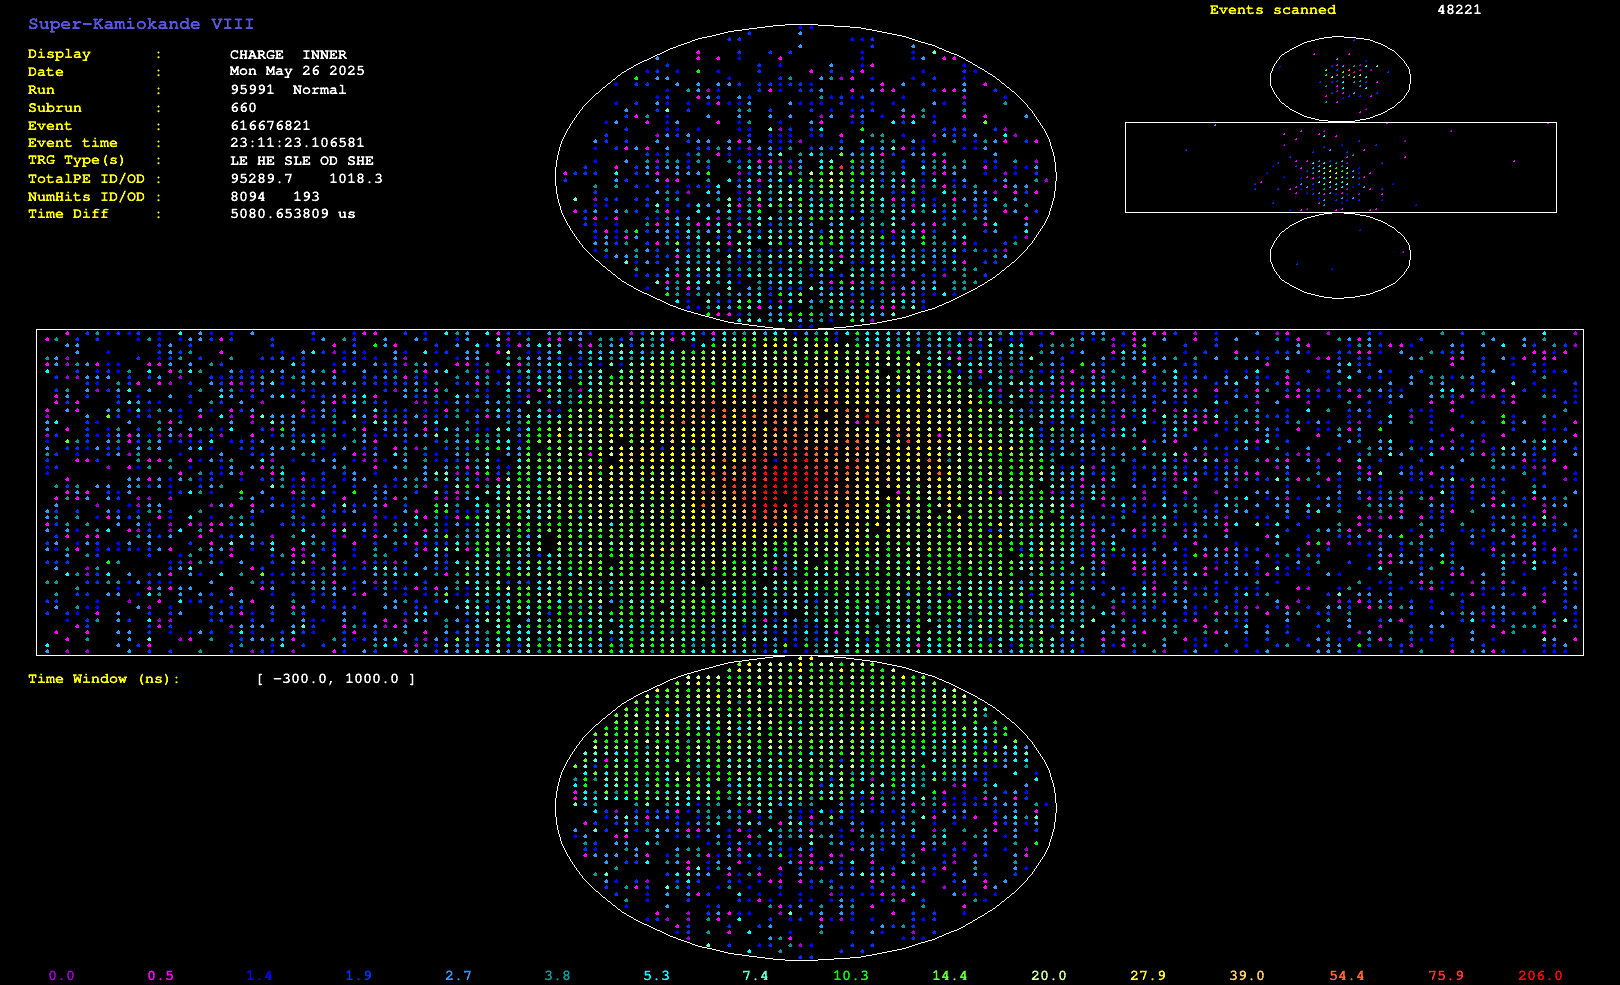 Super-Kamiokande VIII
Events scanned 48221
Display : CHARGE INNER
Date : Mon May 26 2025
Run : 95991 Normal
Subrun : 660
Event : 616676821
Event time : 23:11:23.106581
TRG Type(s) : LE HE SLE OD SHE
TotalPE ID/OD : 95289.7 1018.3
NumHits ID/OD : 8094 193
Time Diff : 5080.653809 us
Time Window (ns): [ -300.0, 1000.0 ]
0.0 0.5 1.4 1.9 2.7 3.8 5.3 7.4 10.3 14.4 20.0 27.9 39.0 54.4 75.9 206.0